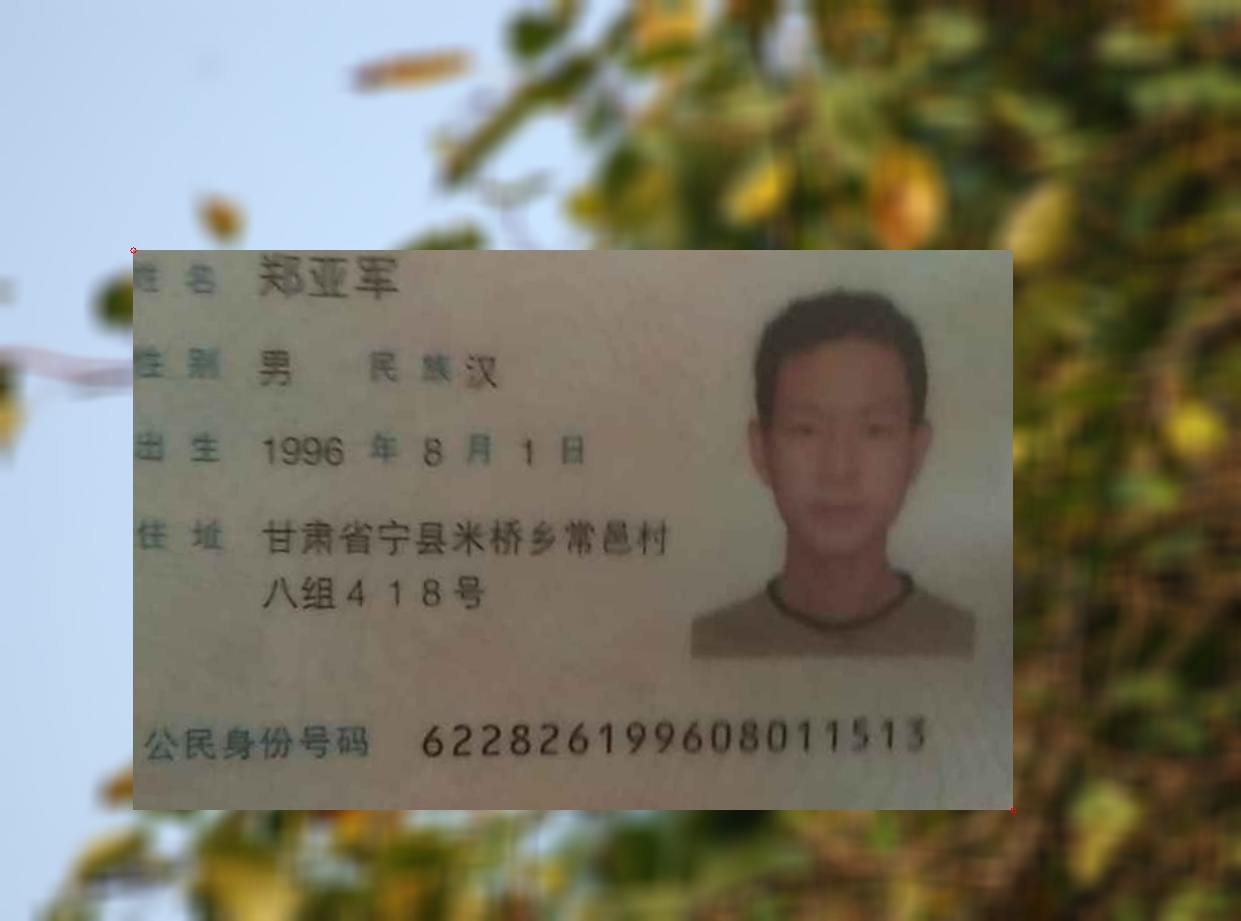 姓名 郑亚军
性别 男 民族 汉
出生 1996 年 8 月 1 日
住址 甘肃省宁县米桥乡常邑村
八组418号
公民身份号码 622826199608011513